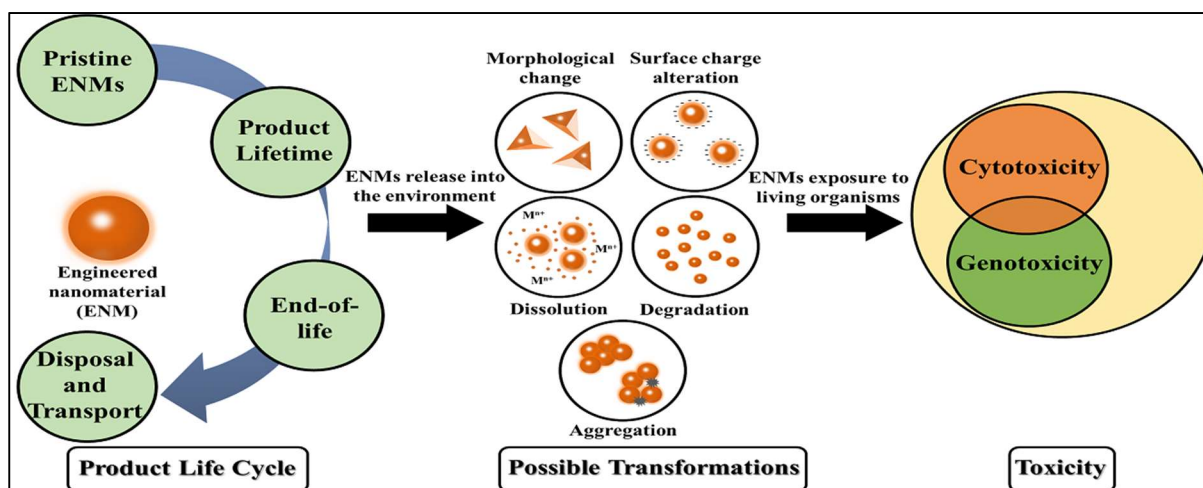 Pristine
ENMs
Product
Lifetime
Engineered
nanomaterial
(ENM)
End-of-
life
Disposal
and
Transport
Product Life Cycle
ENMs release into
the environment
Morphological
change
Surface charge
alteration
Mⁿ⁺
Mⁿ⁺
Mⁿ⁺
Dissolution
Degradation
Aggregation
Possible Transformations
ENMs exposure to
living organisms
Cytotoxicity
Genotoxicity
Toxicity